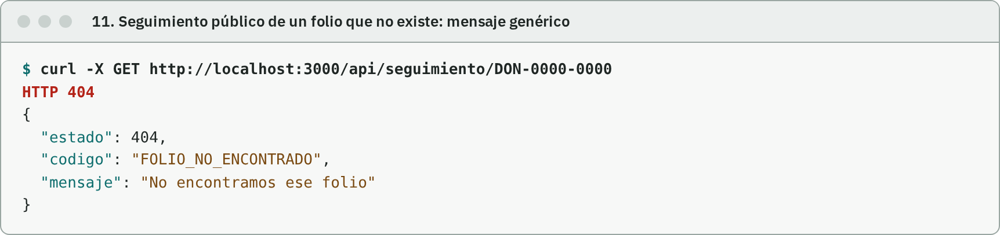 11. Seguimiento público de un folio que no existe: mensaje genérico
$ curl -X GET http://localhost:3000/api/seguimiento/DON-0000-0000
HTTP 404
{
  "estado": 404,
  "codigo": "FOLIO_NO_ENCONTRADO",
  "mensaje": "No encontramos ese folio"
}